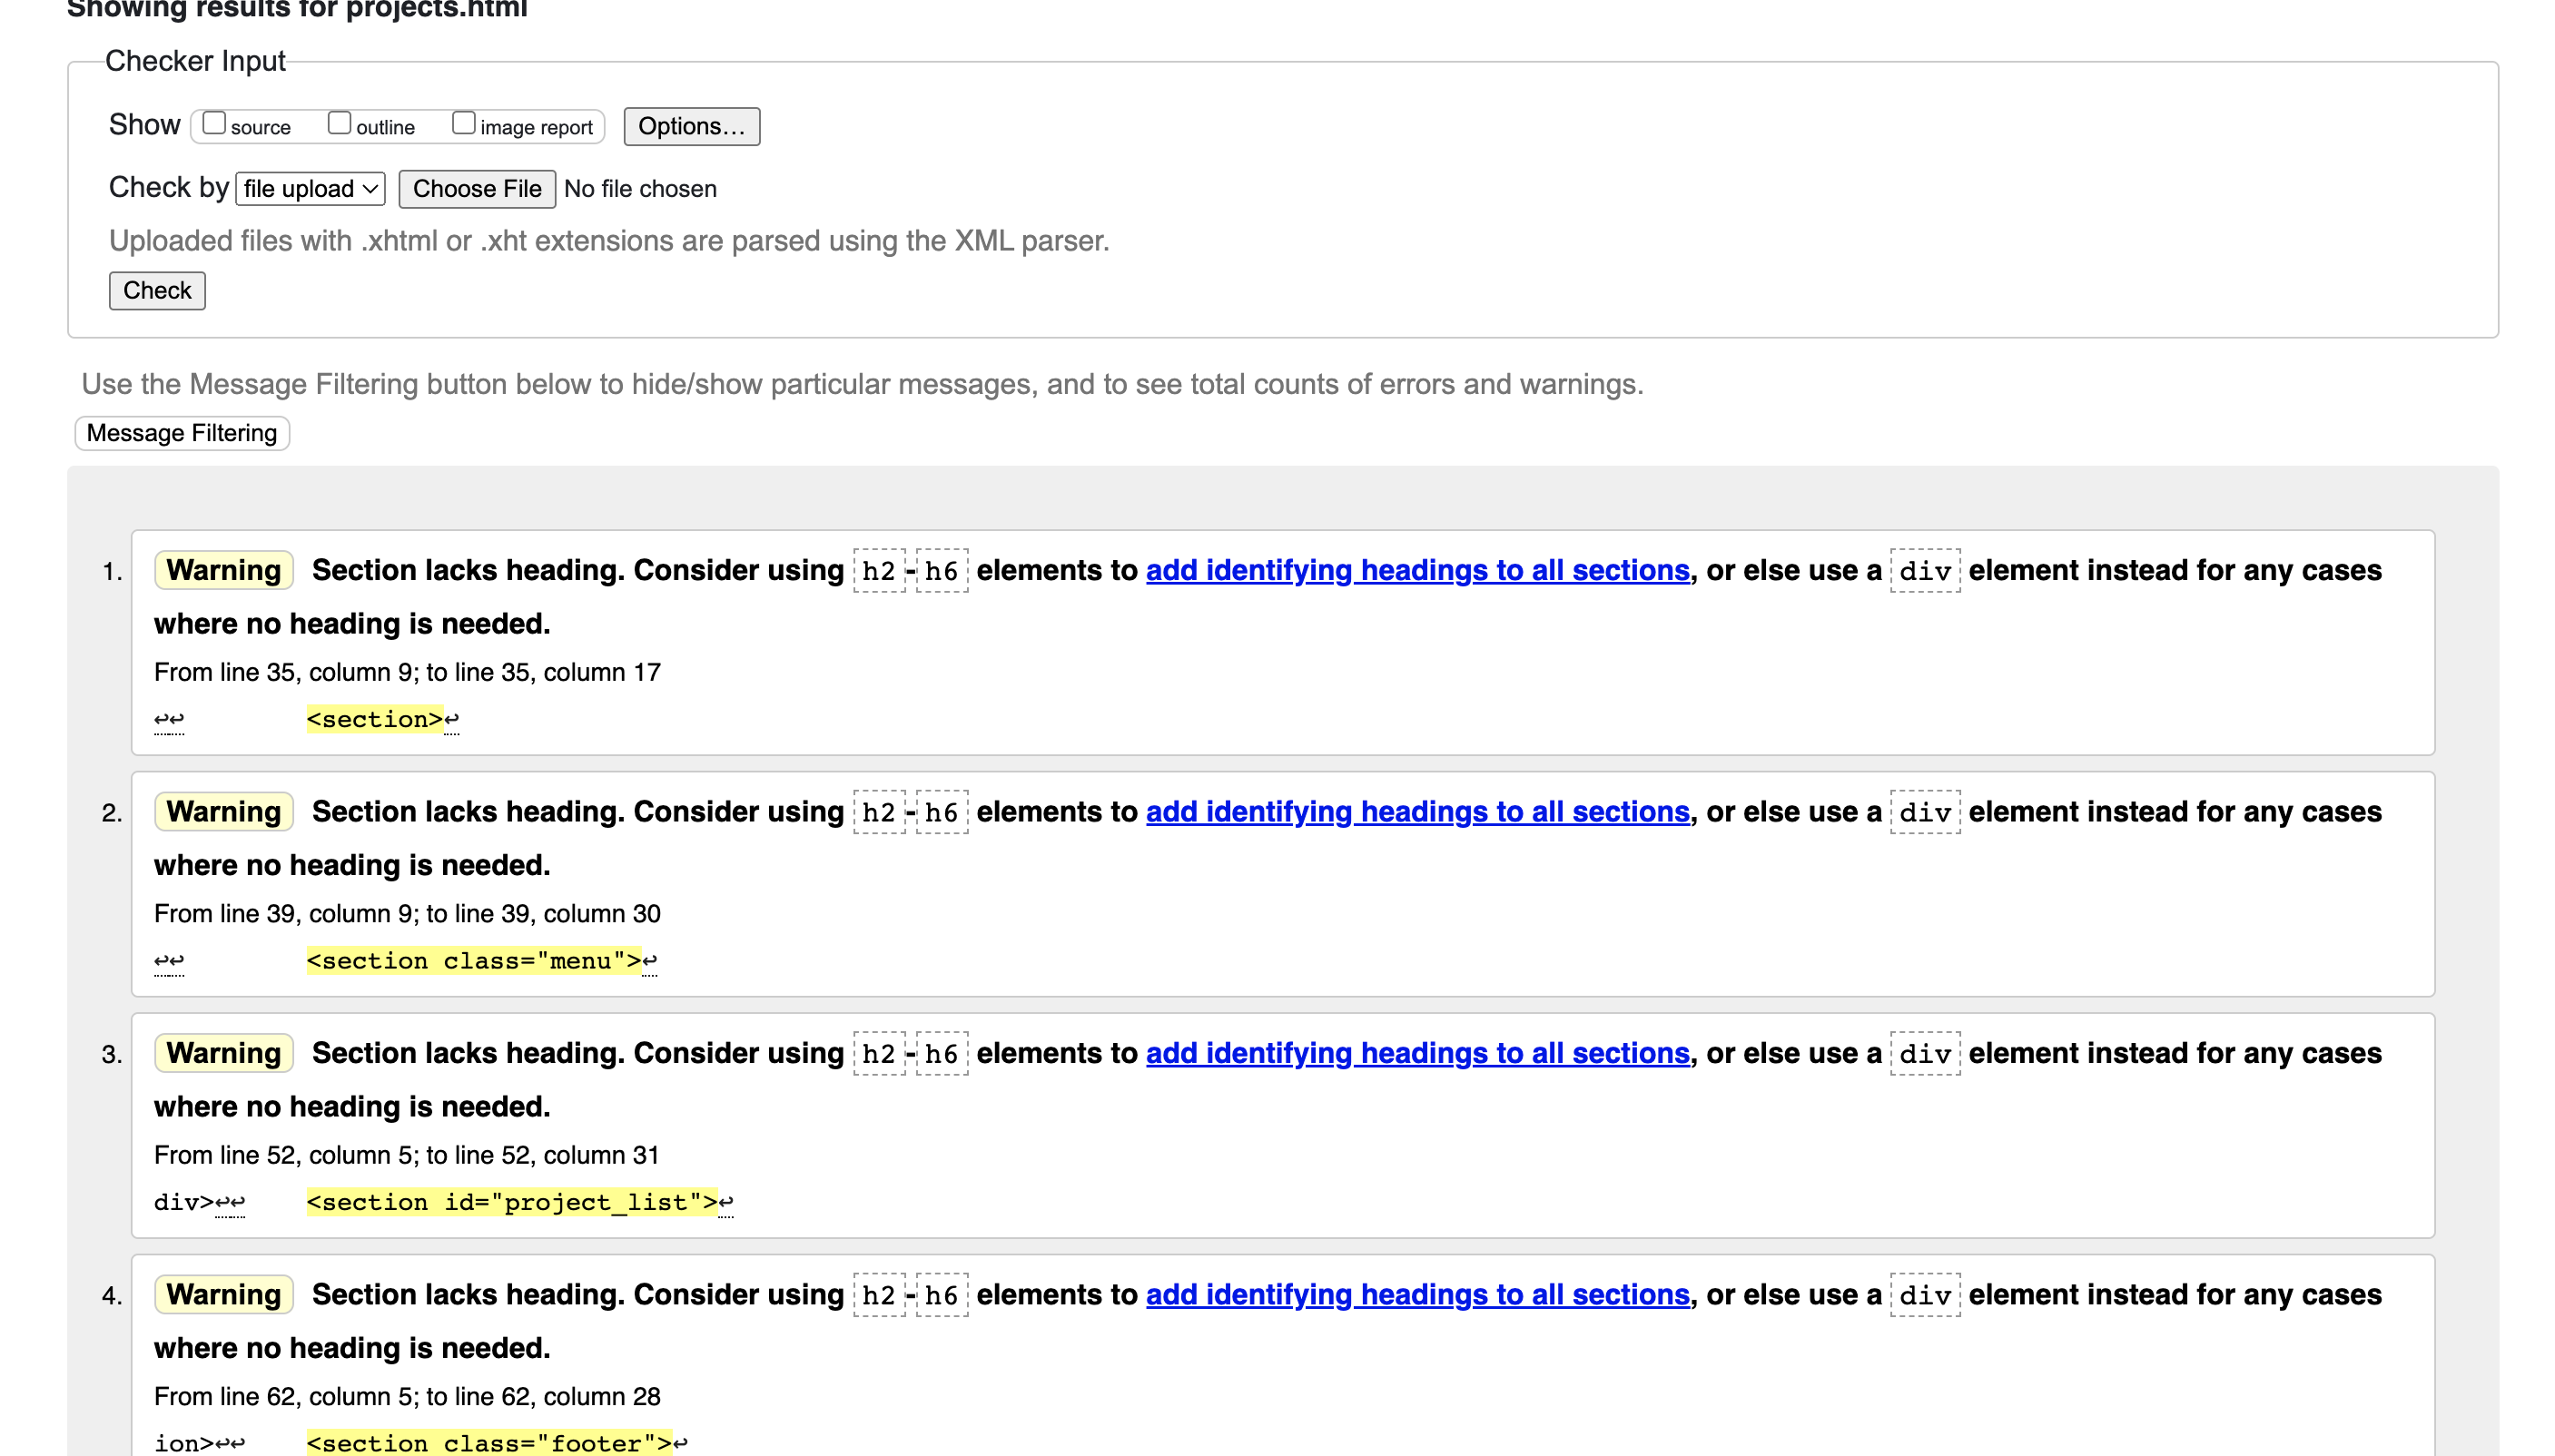 Showing results for projects.html
Checker Input
Show source outline image report Options...
Check by file upload Choose File No file chosen
Uploaded files with .xhtml or .xht extensions are parsed using the XML parser.
Check
Use the Message Filtering button below to hide/show particular messages, and to see total counts of errors and warnings.
Message Filtering
1. Warning Section lacks heading. Consider using h2-h6 elements to add identifying headings to all sections, or else use a div element instead for any cases
where no heading is needed.
From line 35, column 9; to line 35, column 17
↩↩ <section>↩
2. Warning Section lacks heading. Consider using h2-h6 elements to add identifying headings to all sections, or else use a div element instead for any cases
where no heading is needed.
From line 39, column 9; to line 39, column 30
↩↩ <section class="menu">↩
3. Warning Section lacks heading. Consider using h2-h6 elements to add identifying headings to all sections, or else use a div element instead for any cases
where no heading is needed.
From line 52, column 5; to line 52, column 31
div>↩↩ <section id="project_list">↩
4. Warning Section lacks heading. Consider using h2-h6 elements to add identifying headings to all sections, or else use a div element instead for any cases
where no heading is needed.
From line 62, column 5; to line 62, column 28
ion>↩↩ <section class="footer">↩